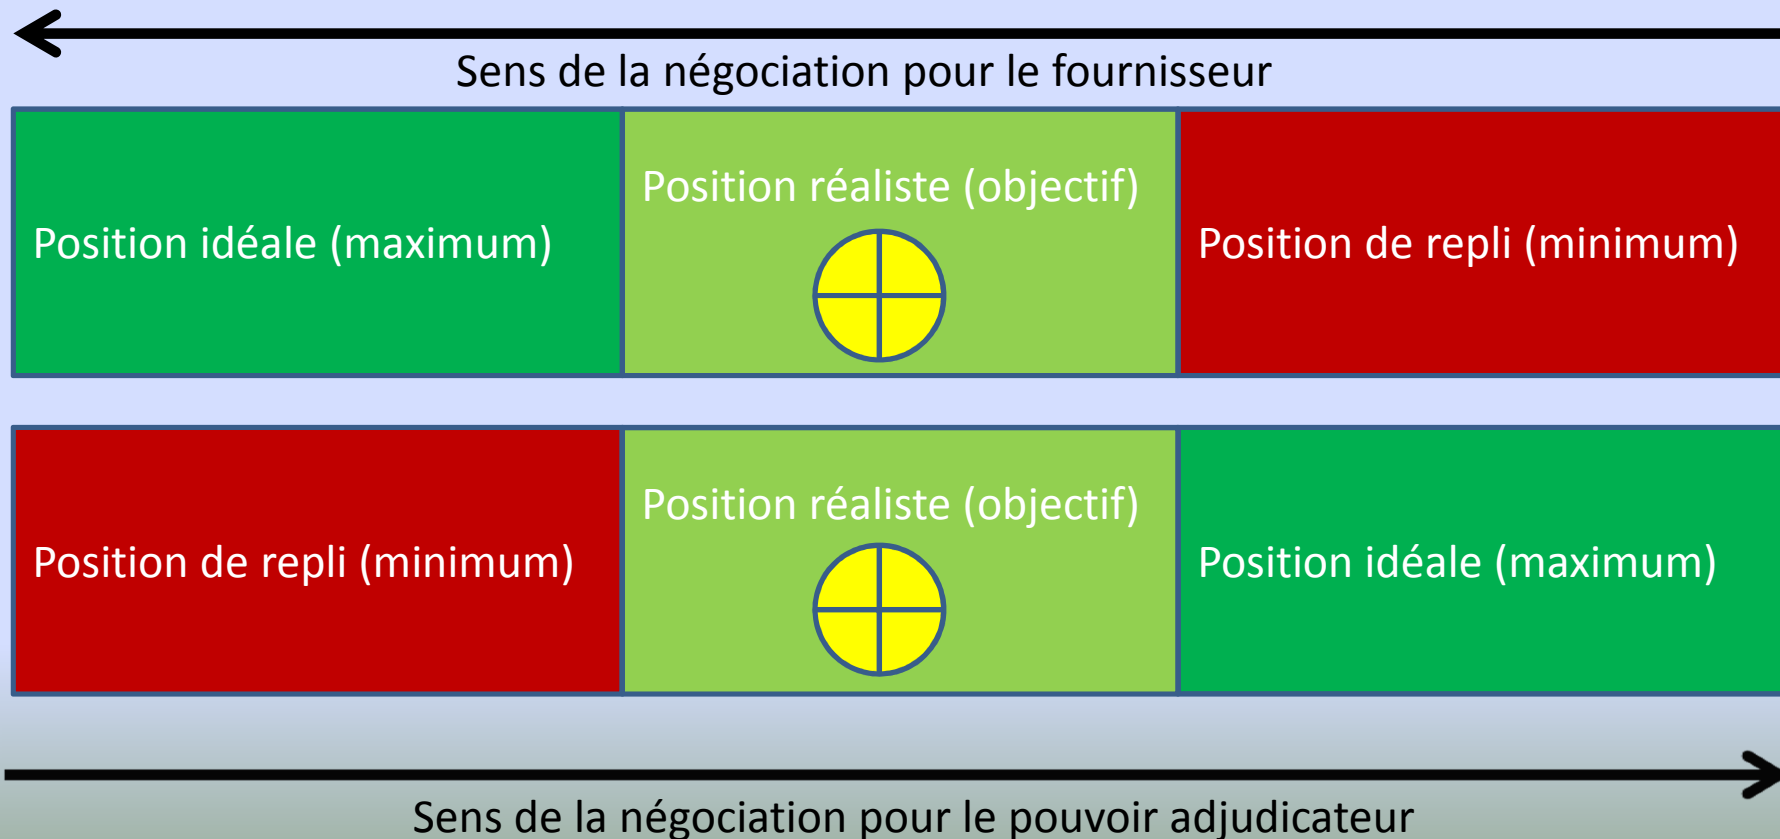 Sens de la négociation pour le fournisseur
Position idéale (maximum)
Position réaliste (objectif)
Position de repli (minimum)
Position de repli (minimum)
Position réaliste (objectif)
Position idéale (maximum)
Sens de la négociation pour le pouvoir adjudicateur